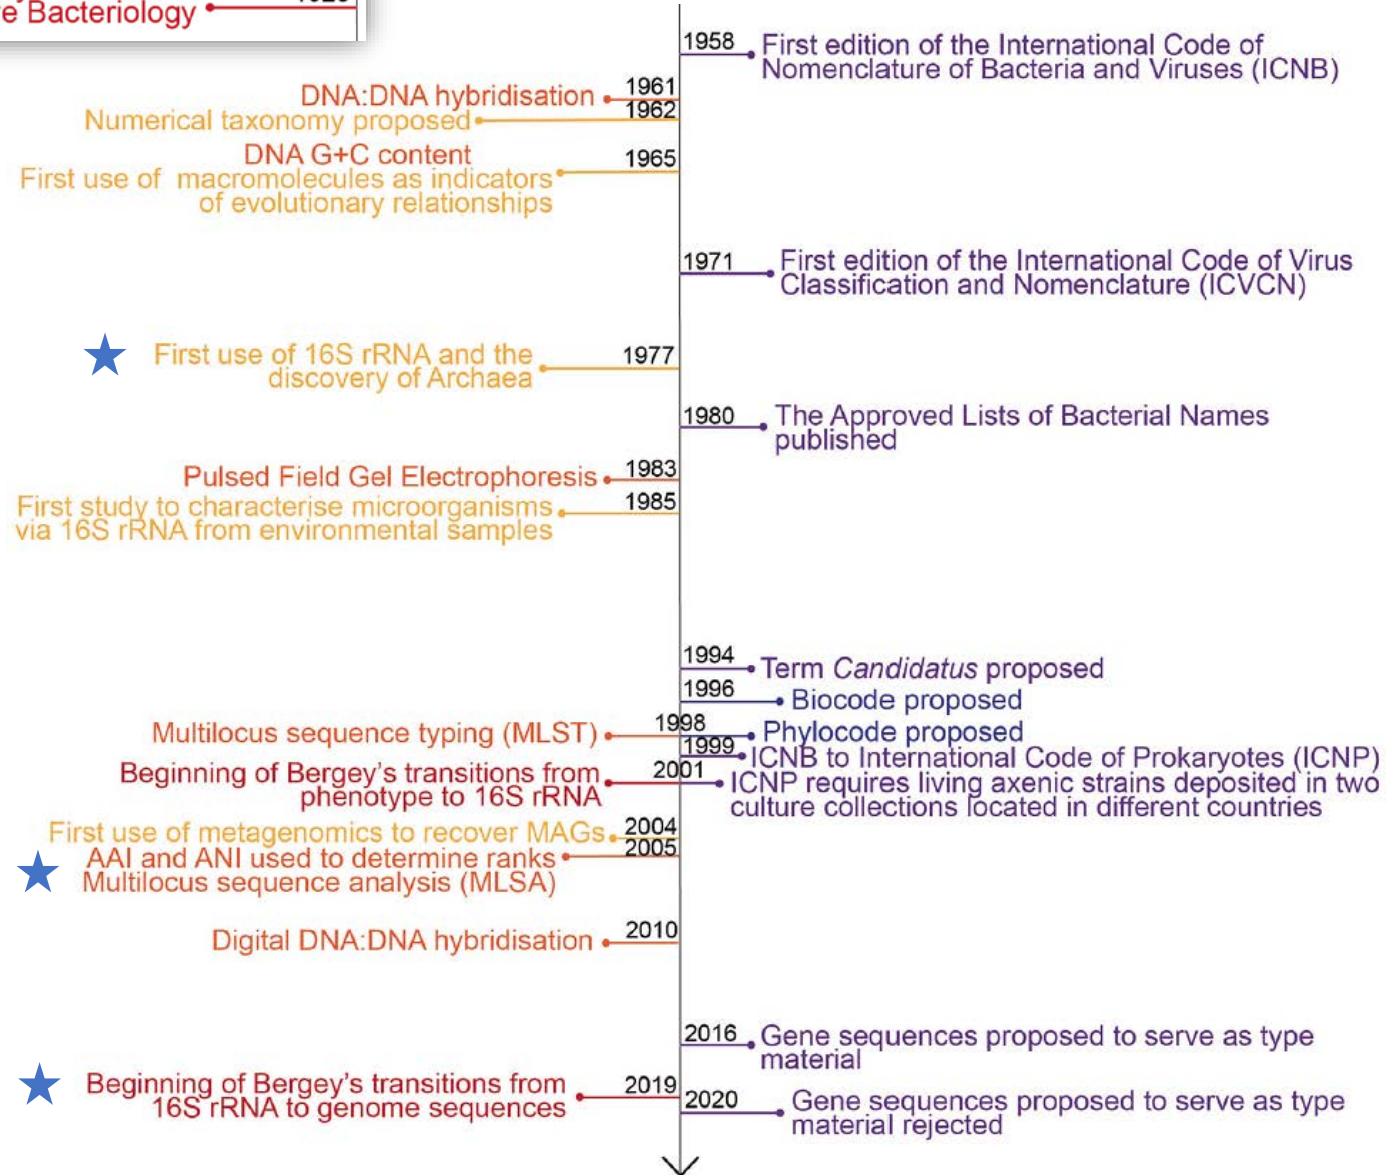 Bacteriology
1958
First edition of the International Code of
Nomenclature of Bacteria and Viruses (ICNB)
DNA:DNA hybridisation
1961
Numerical taxonomy proposed
1962
DNA G+C content
First use of macromolecules as indicators
of evolutionary relationships
1965
1971
First edition of the International Code of Virus
Classification and Nomenclature (ICVCN)
First use of 16S rRNA and the
discovery of Archaea
1977
1980
The Approved Lists of Bacterial Names
published
Pulsed Field Gel Electrophoresis
1983
First study to characterise microorganisms
via 16S rRNA from environmental samples
1985
1994
Term Candidatus proposed
1996
Biocode proposed
Multilocus sequence typing (MLST)
1998
Phylocode proposed
1999
ICNB to International Code of Prokaryotes (ICNP)
Beginning of Bergey's transitions from
phenotype to 16S rRNA
2001
ICNP requires living axenic strains deposited in two
culture collections located in different countries
First use of metagenomics to recover MAGs
2004
AAI and ANI used to determine ranks
Multilocus sequence analysis (MLSA)
2005
Digital DNA:DNA hybridisation
2010
2016
Gene sequences proposed to serve as type
material
Beginning of Bergey's transitions from
16S rRNA to genome sequences
2019
2020
Gene sequences proposed to serve as type
material rejected